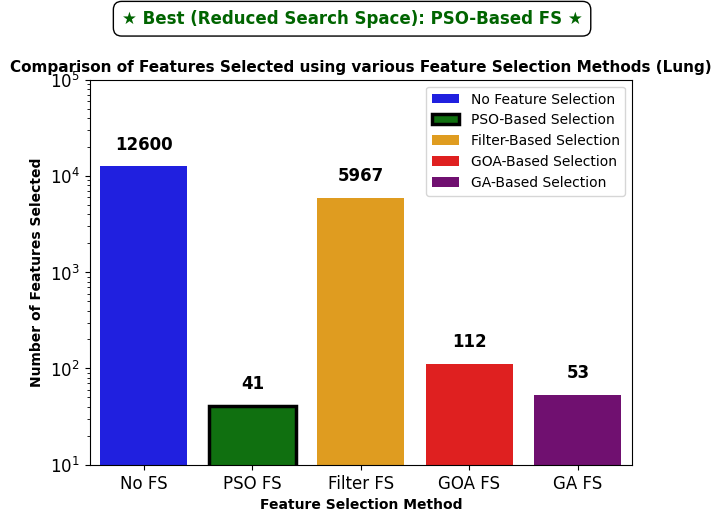 ★ Best (Reduced Search Space): PSO-Based FS ★
Comparison of Features Selected using various Feature Selection Methods (Lung)
Number of Features Selected
10^5
10^4
10^3
10^2
10^1
12600
41
5967
112
53
No Feature Selection
PSO-Based Selection
Filter-Based Selection
GOA-Based Selection
GA-Based Selection
No FS
PSO FS
Filter FS
GOA FS
GA FS
Feature Selection Method